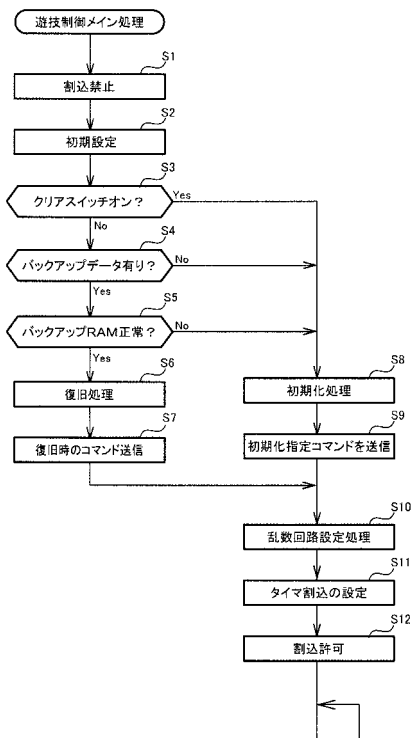 遊技制御メイン処理
S1
割込禁止
S2
初期設定
S3
クリアスイッチオン？
Yes
No
S4
バックアップデータ有り？
No
Yes
S5
バックアップRAM正常？
No
Yes
S6
復旧処理
S7
復旧時のコマンド送信
S8
初期化処理
S9
初期化指定コマンドを送信
S10
乱数回路設定処理
S11
タイマ割込の設定
S12
割込許可